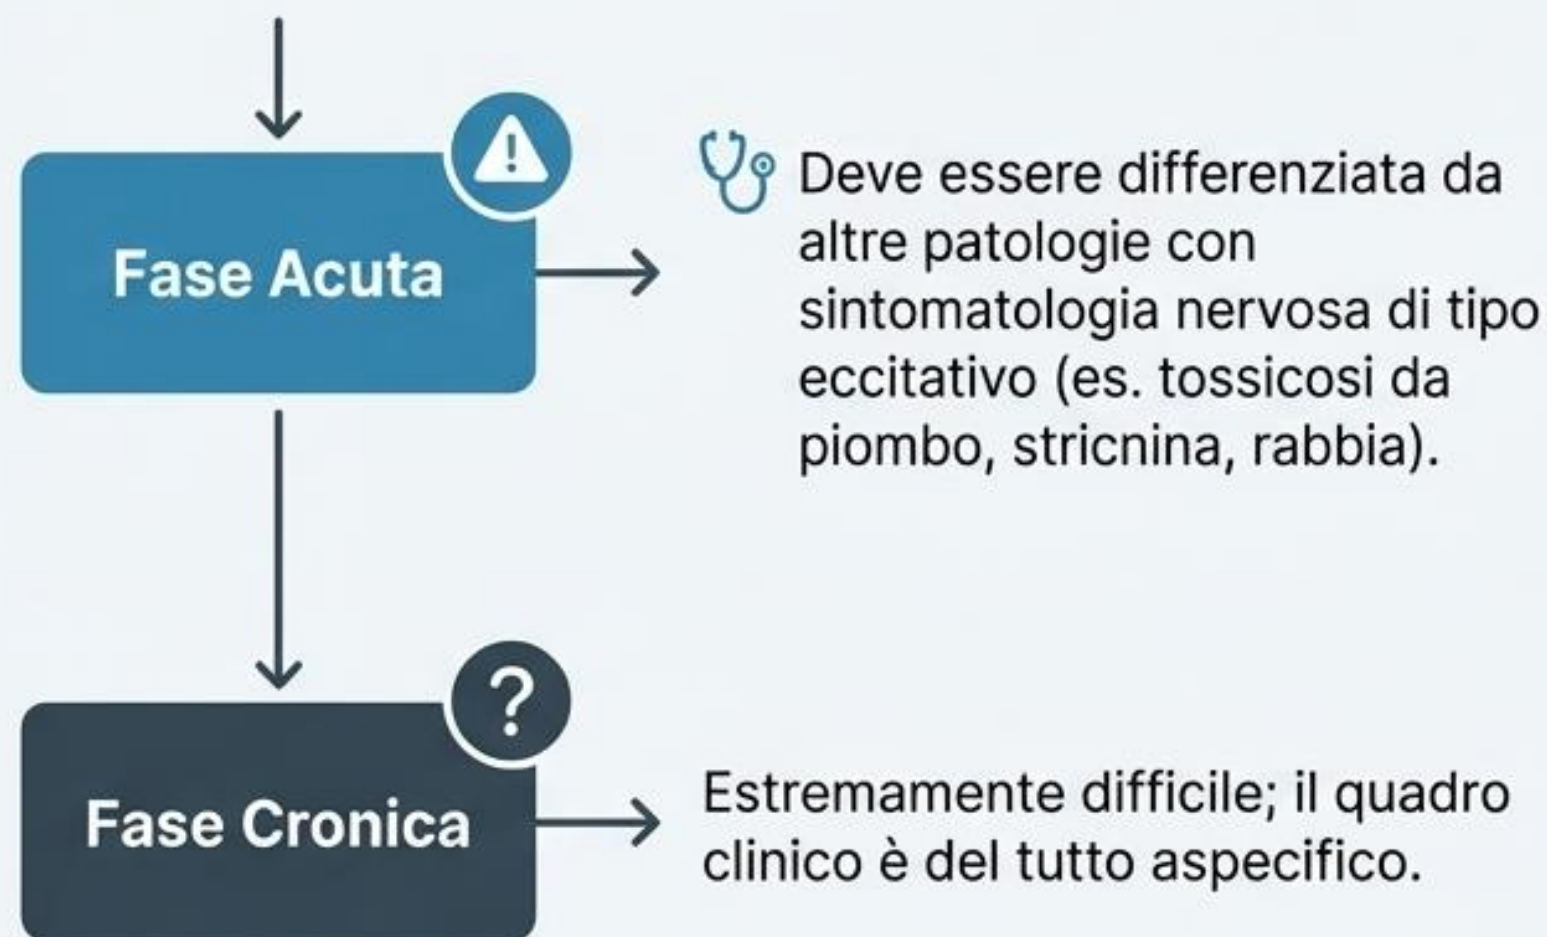 Fase Acuta
Deve essere differenziata da
altre patologie con
sintomatologia nervosa di tipo
eccitativo (es. tossicosi da
piombo, stricnina, rabbia).
Fase Cronica
Estremamente difficile; il quadro
clinico è del tutto aspecifico.